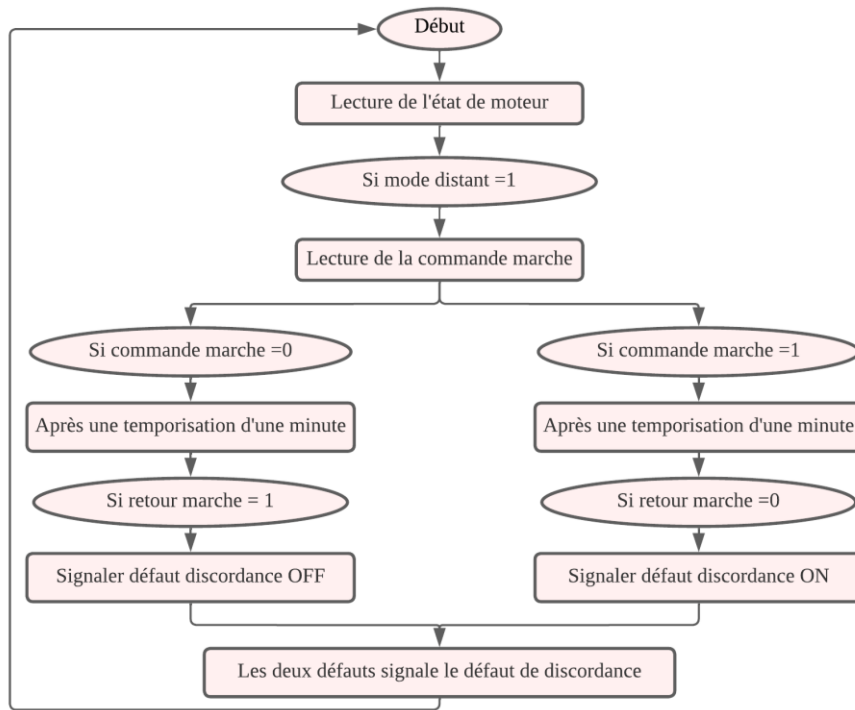 Début
Lecture de l'état de moteur
Si mode distant =1
Lecture de la commande marche
Si commande marche =0
Si commande marche =1
Après une temporisation d'une minute
Après une temporisation d'une minute
Si retour marche = 1
Si retour marche =0
Signaler défaut discordance OFF
Signaler défaut discordance ON
Les deux défauts signale le défaut de discordance